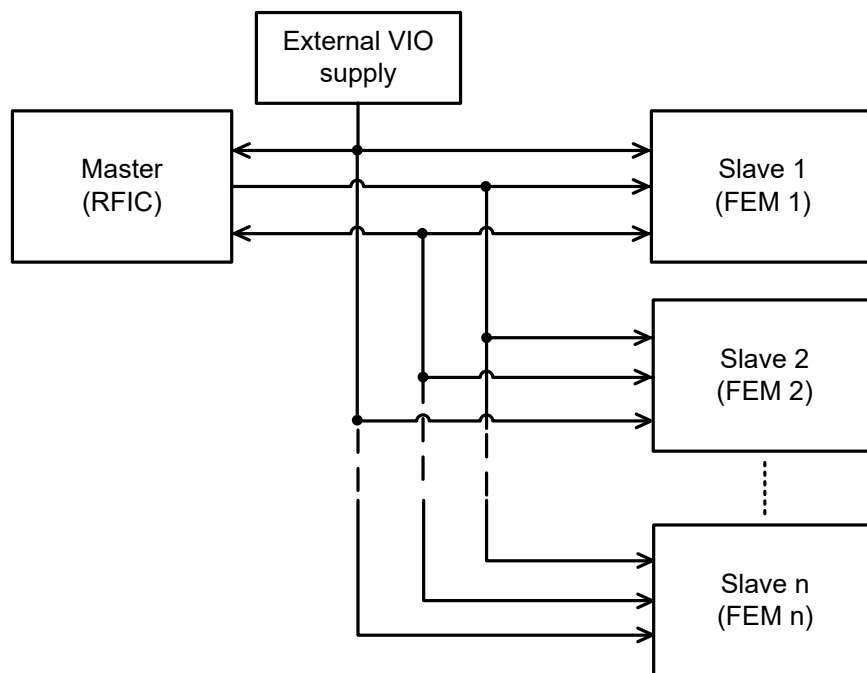 External VIO
supply
Master
(RFIC)
Slave 1
(FEM 1)
Slave 2
(FEM 2)
Slave n
(FEM n)